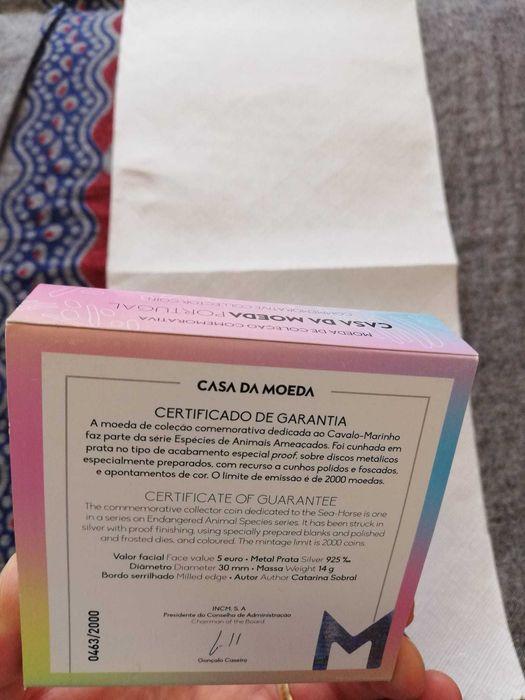 MOEDA DE COLEÇÃO COMEMORATIVA
COMMEMORATIVE COLLECTOR COIN
CASA DA MOEDA PORTUGAL
CASA DA MOEDA
CERTIFICADO DE GARANTIA
A moeda de coleção comemorativa dedicada ao Cavalo-Marinho
faz parte da série Espécies de Animais Ameaçados. Foi cunhada em
prata no tipo de acabamento especial proof, sobre discos metálicos
especialmente preparados, com recurso a cunhos polidos e foscados,
e apontamentos de cor. O limite de emissão é de 2000 moedas.
CERTIFICATE OF GUARANTEE
The commemorative collector coin dedicated to the Sea-Horse is one
in a series on Endangered Animal Species series. It has been struck in
silver with proof finishing, using specially prepared blanks and polished
and frosted dies, and coloured. The mintage limit is 2000 coins.
Valor facial Face value 5 euro • Metal Prata Silver 925 ‰
Diâmetro Diameter 30 mm • Massa Weight 14 g
Bordo serrilhado Milled edge • Autor Author Catarina Sobral
INCM, S. A
Presidente do Conselho de Administração
Chairman of the Board
Gonçalo Caseiro
0463/2000
M